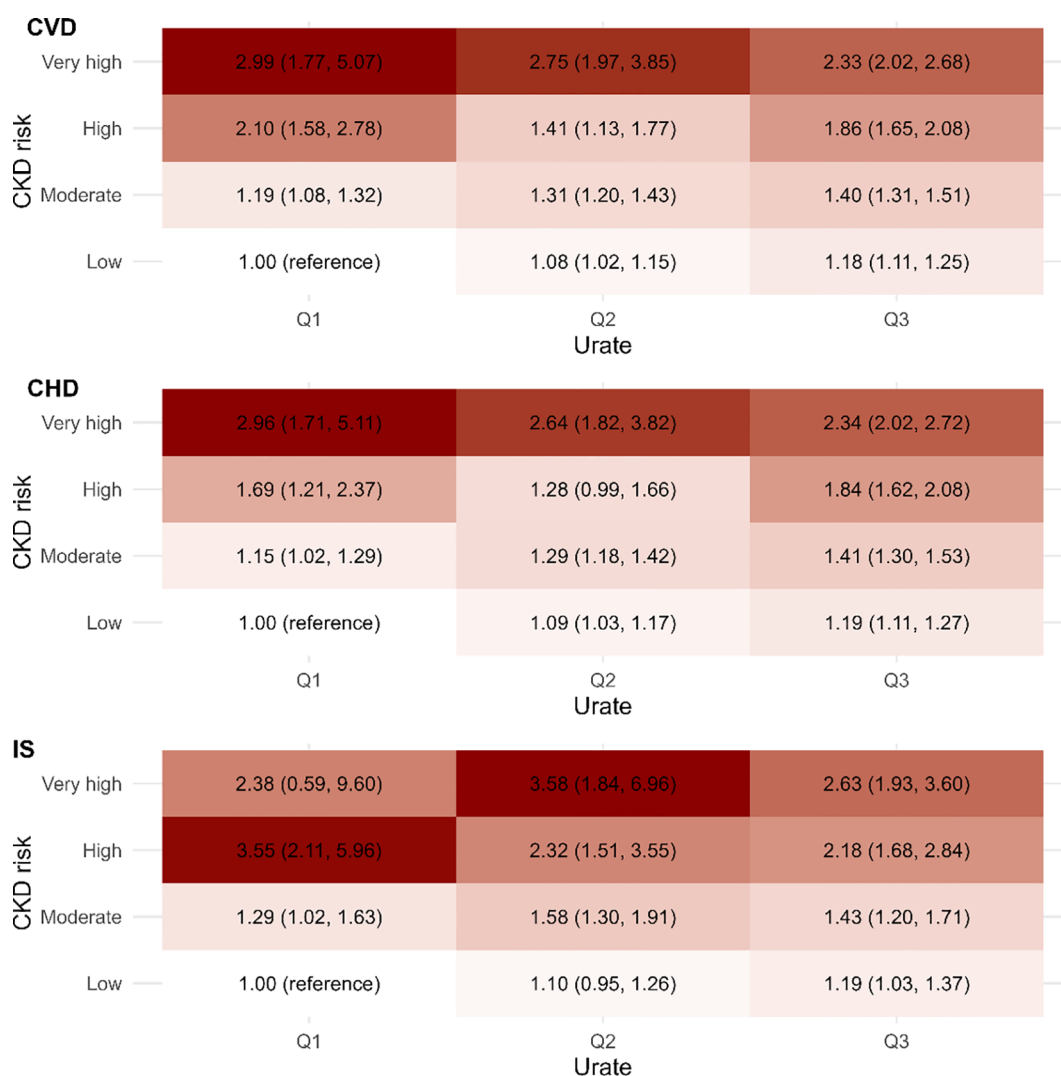 CVD
CKD risk
Very high 2.99 (1.77, 5.07) 2.75 (1.97, 3.85) 2.33 (2.02, 2.68)
High 2.10 (1.58, 2.78) 1.41 (1.13, 1.77) 1.86 (1.65, 2.08)
Moderate 1.19 (1.08, 1.32) 1.31 (1.20, 1.43) 1.40 (1.31, 1.51)
Low 1.00 (reference) 1.08 (1.02, 1.15) 1.18 (1.11, 1.25)
Q1 Q2 Q3
Urate
CHD
CKD risk
Very high 2.96 (1.71, 5.11) 2.64 (1.82, 3.82) 2.34 (2.02, 2.72)
High 1.69 (1.21, 2.37) 1.28 (0.99, 1.66) 1.84 (1.62, 2.08)
Moderate 1.15 (1.02, 1.29) 1.29 (1.18, 1.42) 1.41 (1.30, 1.53)
Low 1.00 (reference) 1.09 (1.03, 1.17) 1.19 (1.11, 1.27)
Q1 Q2 Q3
Urate
IS
CKD risk
Very high 2.38 (0.59, 9.60) 3.58 (1.84, 6.96) 2.63 (1.93, 3.60)
High 3.55 (2.11, 5.96) 2.32 (1.51, 3.55) 2.18 (1.68, 2.84)
Moderate 1.29 (1.02, 1.63) 1.58 (1.30, 1.91) 1.43 (1.20, 1.71)
Low 1.00 (reference) 1.10 (0.95, 1.26) 1.19 (1.03, 1.37)
Q1 Q2 Q3
Urate